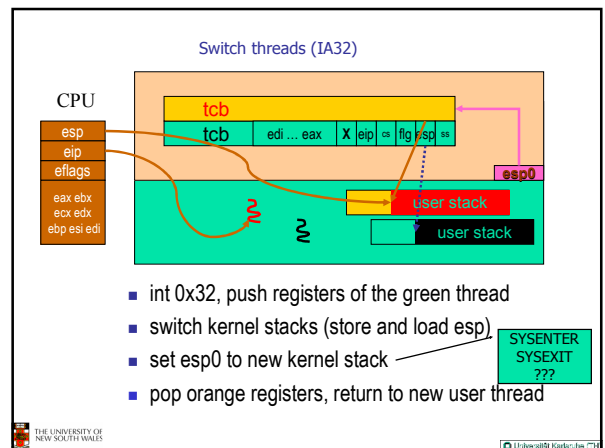 Switch threads (IA32)
CPU
esp
eip
eflags
eax ebx
ecx edx
ebp esi edi
tcb
tcb edi ... eax X eip cs flg esp ss
esp0
user stack
user stack
■ int 0x32, push registers of the green thread
■ switch kernel stacks (store and load esp)
■ set esp0 to new kernel stack
■ pop orange registers, return to new user thread
SYSENTER
SYSEXIT
???
THE UNIVERSITY OF
NEW SOUTH WALES
Universität Karlsruhe (TH)